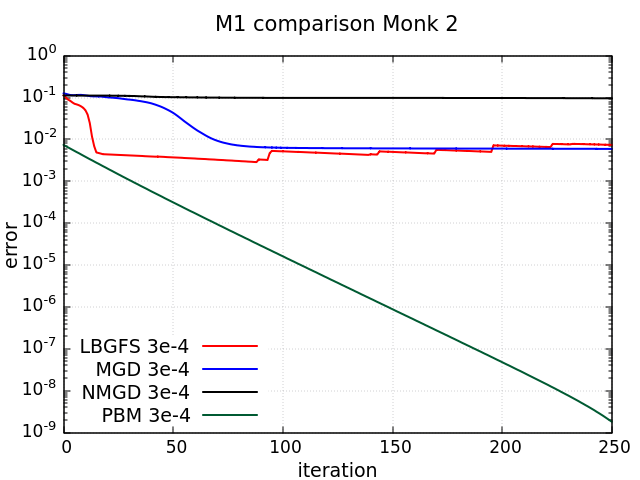 M1 comparison Monk 2
10^0
10^-1
10^-2
10^-3
10^-4
10^-5
10^-6
10^-7
10^-8
10^-9
error
LBGFS 3e-4
MGD 3e-4
NMGD 3e-4
PBM 3e-4
0 50 100 150 200 250
iteration